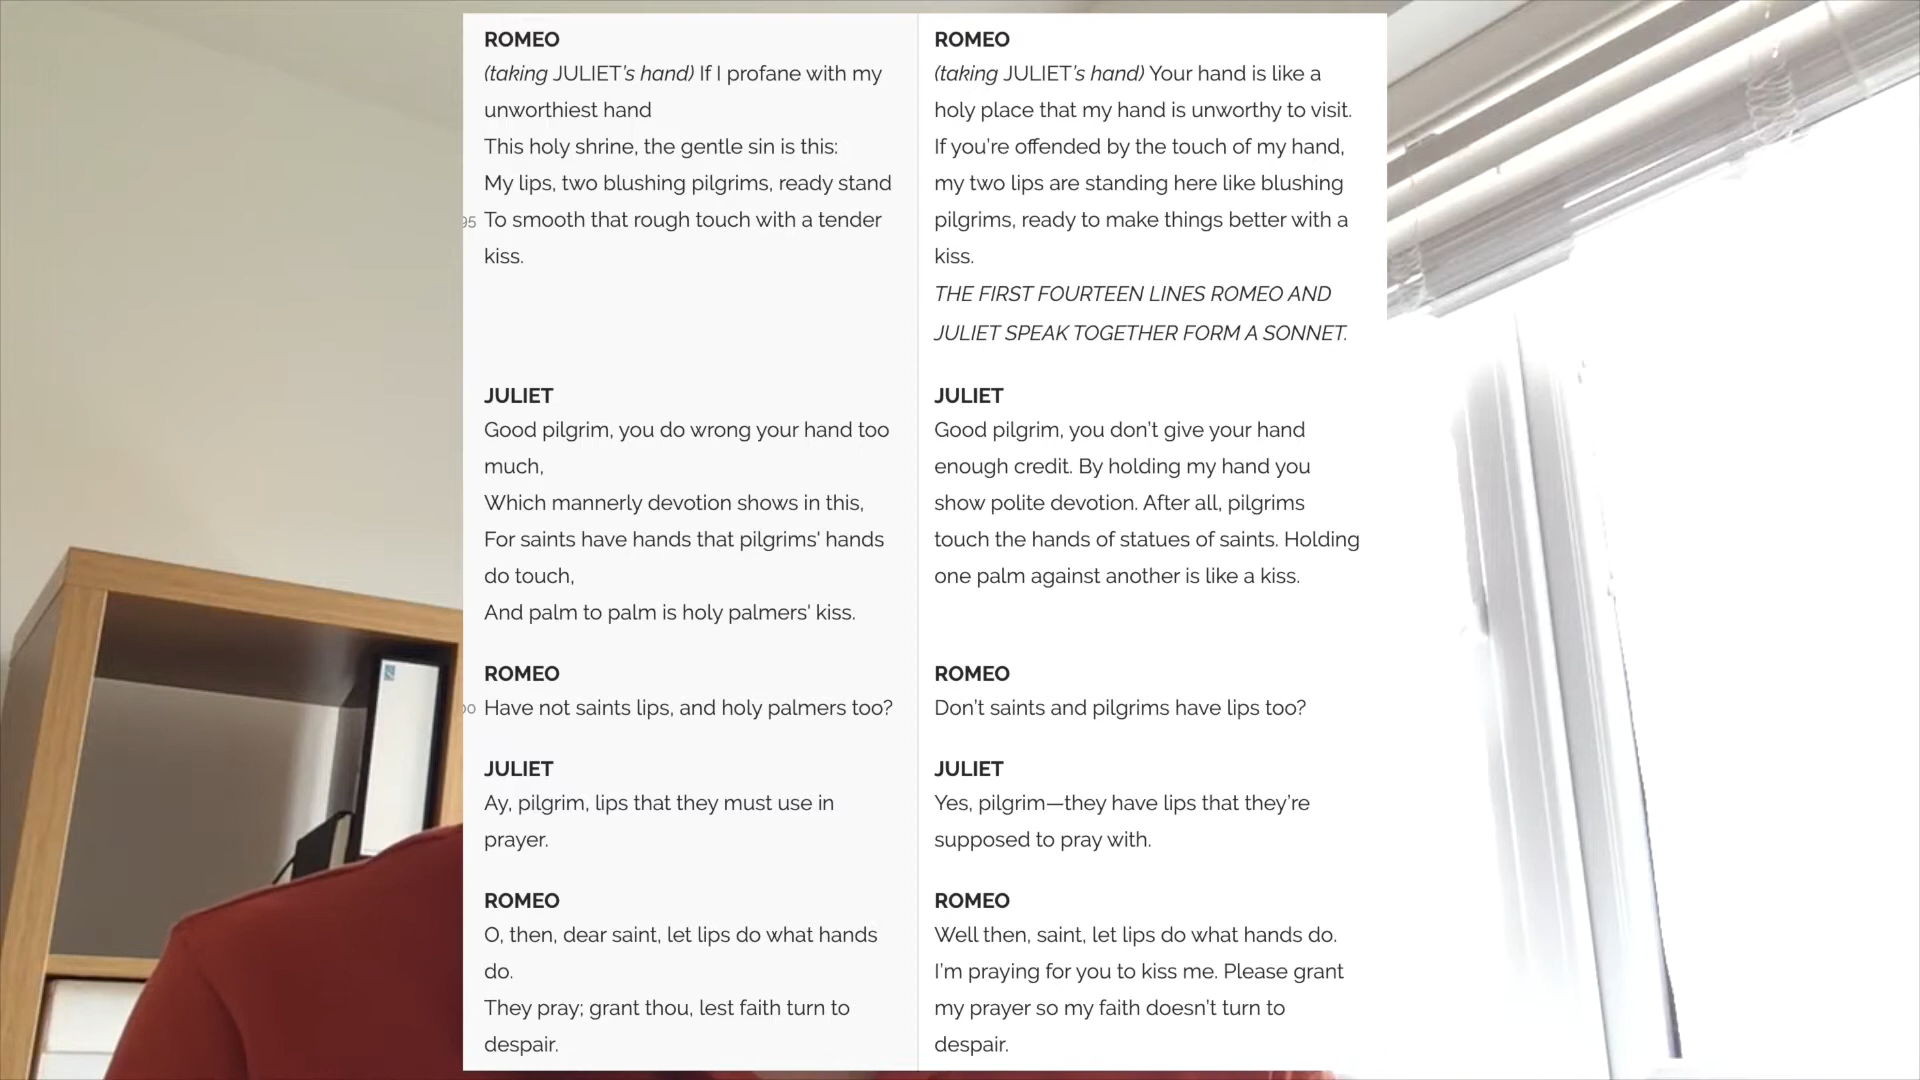 ROMEO
(taking JULIET's hand) If I profane with my
unworthiest hand
This holy shrine, the gentle sin is this:
My lips, two blushing pilgrims, ready stand
95 To smooth that rough touch with a tender
kiss.
JULIET
Good pilgrim, you do wrong your hand too
much,
Which mannerly devotion shows in this,
For saints have hands that pilgrims' hands
do touch,
And palm to palm is holy palmers' kiss.
ROMEO
Have not saints lips, and holy palmers too?
JULIET
Ay, pilgrim, lips that they must use in
prayer.
ROMEO
O, then, dear saint, let lips do what hands
do.
They pray; grant thou, lest faith turn to
despair.
ROMEO
(taking JULIET's hand) Your hand is like a
holy place that my hand is unworthy to visit.
If you’re offended by the touch of my hand,
my two lips are standing here like blushing
pilgrims, ready to make things better with a
kiss.
THE FIRST FOURTEEN LINES ROMEO AND
JULIET SPEAK TOGETHER FORM A SONNET.
JULIET
Good pilgrim, you don’t give your hand
enough credit. By holding my hand you
show polite devotion. After all, pilgrims
touch the hands of statues of saints. Holding
one palm against another is like a kiss.
ROMEO
Don’t saints and pilgrims have lips too?
JULIET
Yes, pilgrim—they have lips that they’re
supposed to pray with.
ROMEO
Well then, saint, let lips do what hands do.
I’m praying for you to kiss me. Please grant
my prayer so my faith doesn’t turn to
despair.